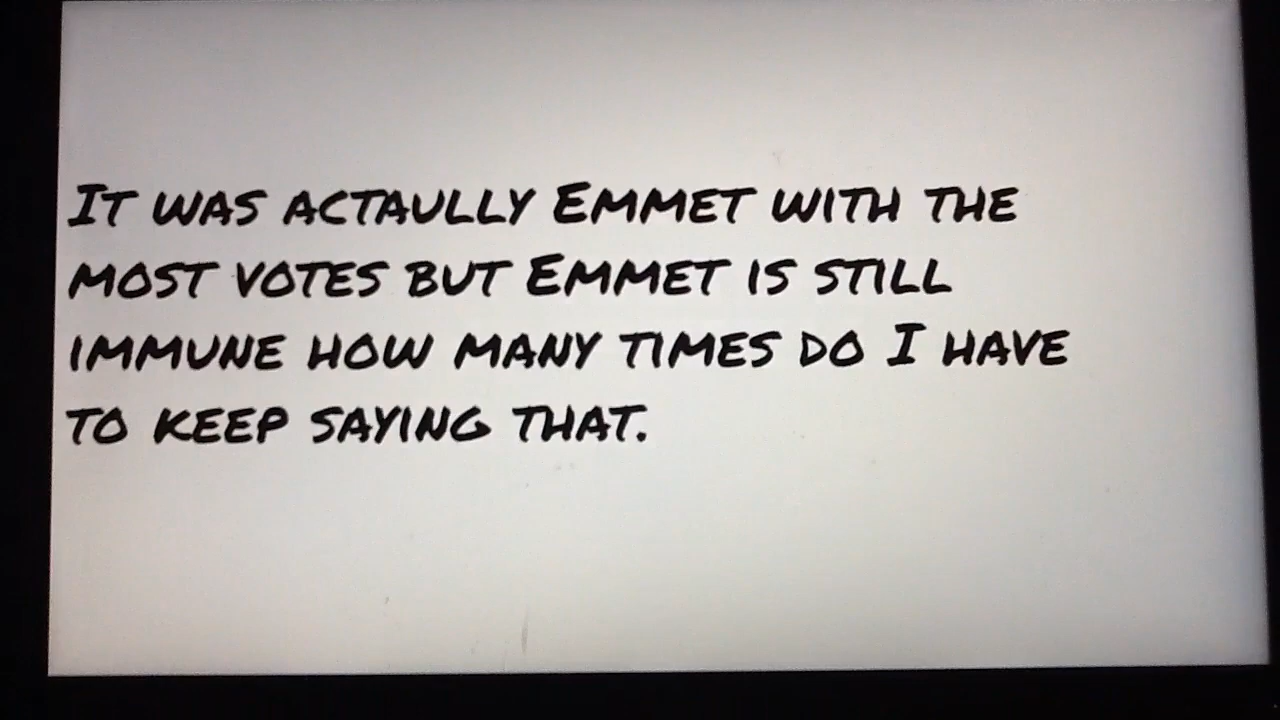 It was actaully Emmet with the
most votes but Emmet is still
immune how many times do I have
to keep saying that.